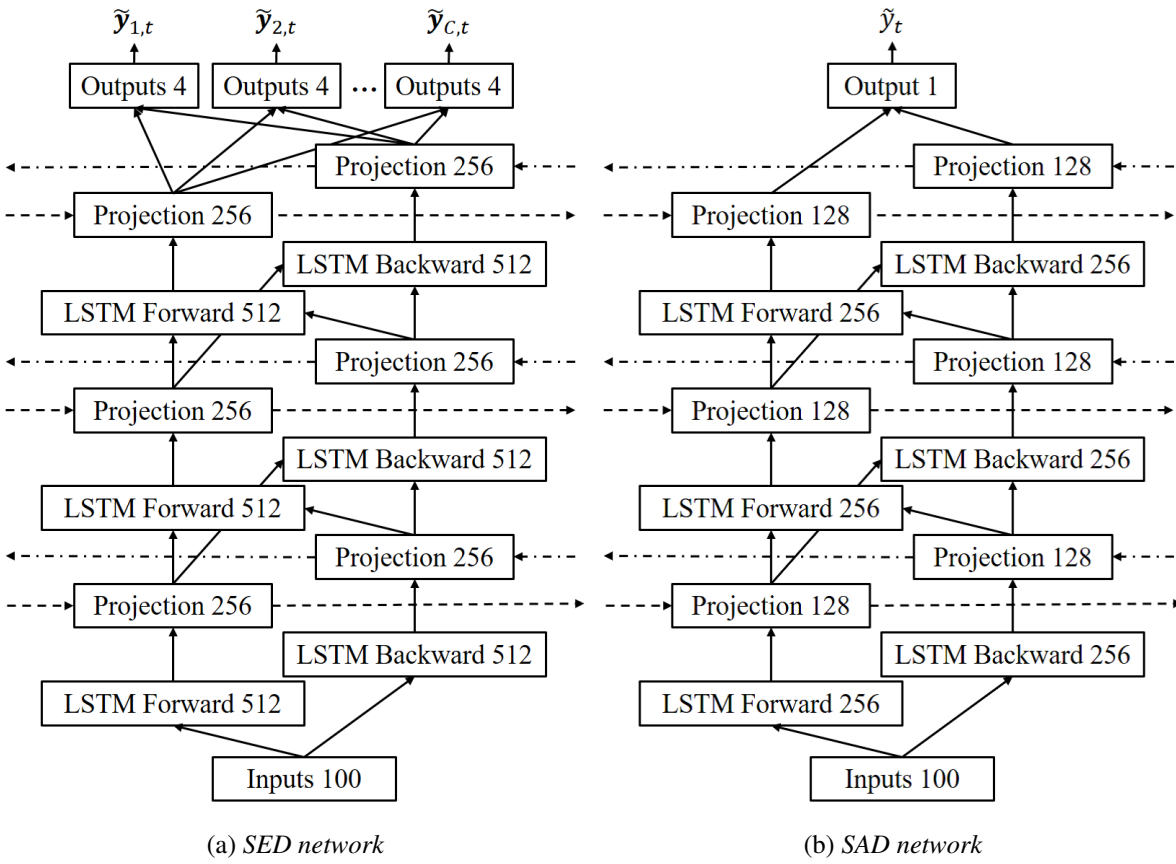 ỹ1,t ỹ2,t ỹC,t
Outputs 4 Outputs 4 ... Outputs 4
Projection 256
Projection 256
LSTM Backward 512
LSTM Forward 512
Projection 256
Projection 256
LSTM Backward 512
LSTM Forward 512
Projection 256
Projection 256
LSTM Backward 512
LSTM Forward 512
Inputs 100
(a) SED network
ỹt
Output 1
Projection 128
Projection 128
LSTM Backward 256
LSTM Forward 256
Projection 128
Projection 128
LSTM Backward 256
LSTM Forward 256
Projection 128
Projection 128
LSTM Backward 256
LSTM Forward 256
Inputs 100
(b) SAD network